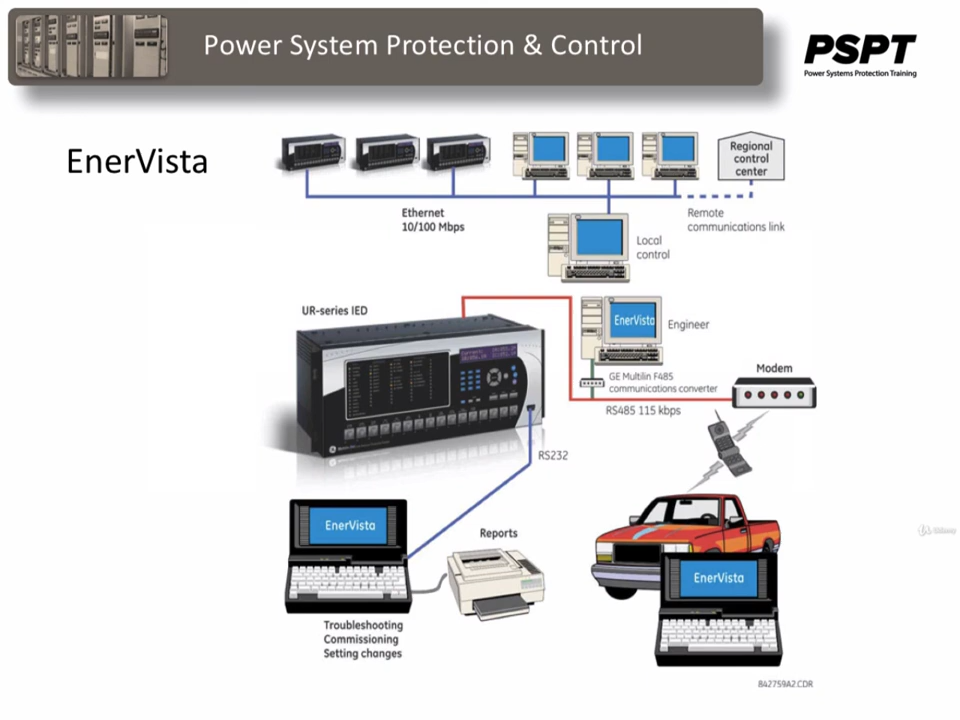 Power System Protection & Control
PSPT
Power Systems Protection Training
EnerVista
Regional
control
center
Ethernet
10/100 Mbps
Remote
communications link
Local
control
UR-series IED
EnerVista
Engineer
GE Multilin F485
communications converter
Modem
RS485 115 kbps
RS232
EnerVista
Reports
EnerVista
Troubleshooting
Commissioning
Setting changes
842759A2.CDR